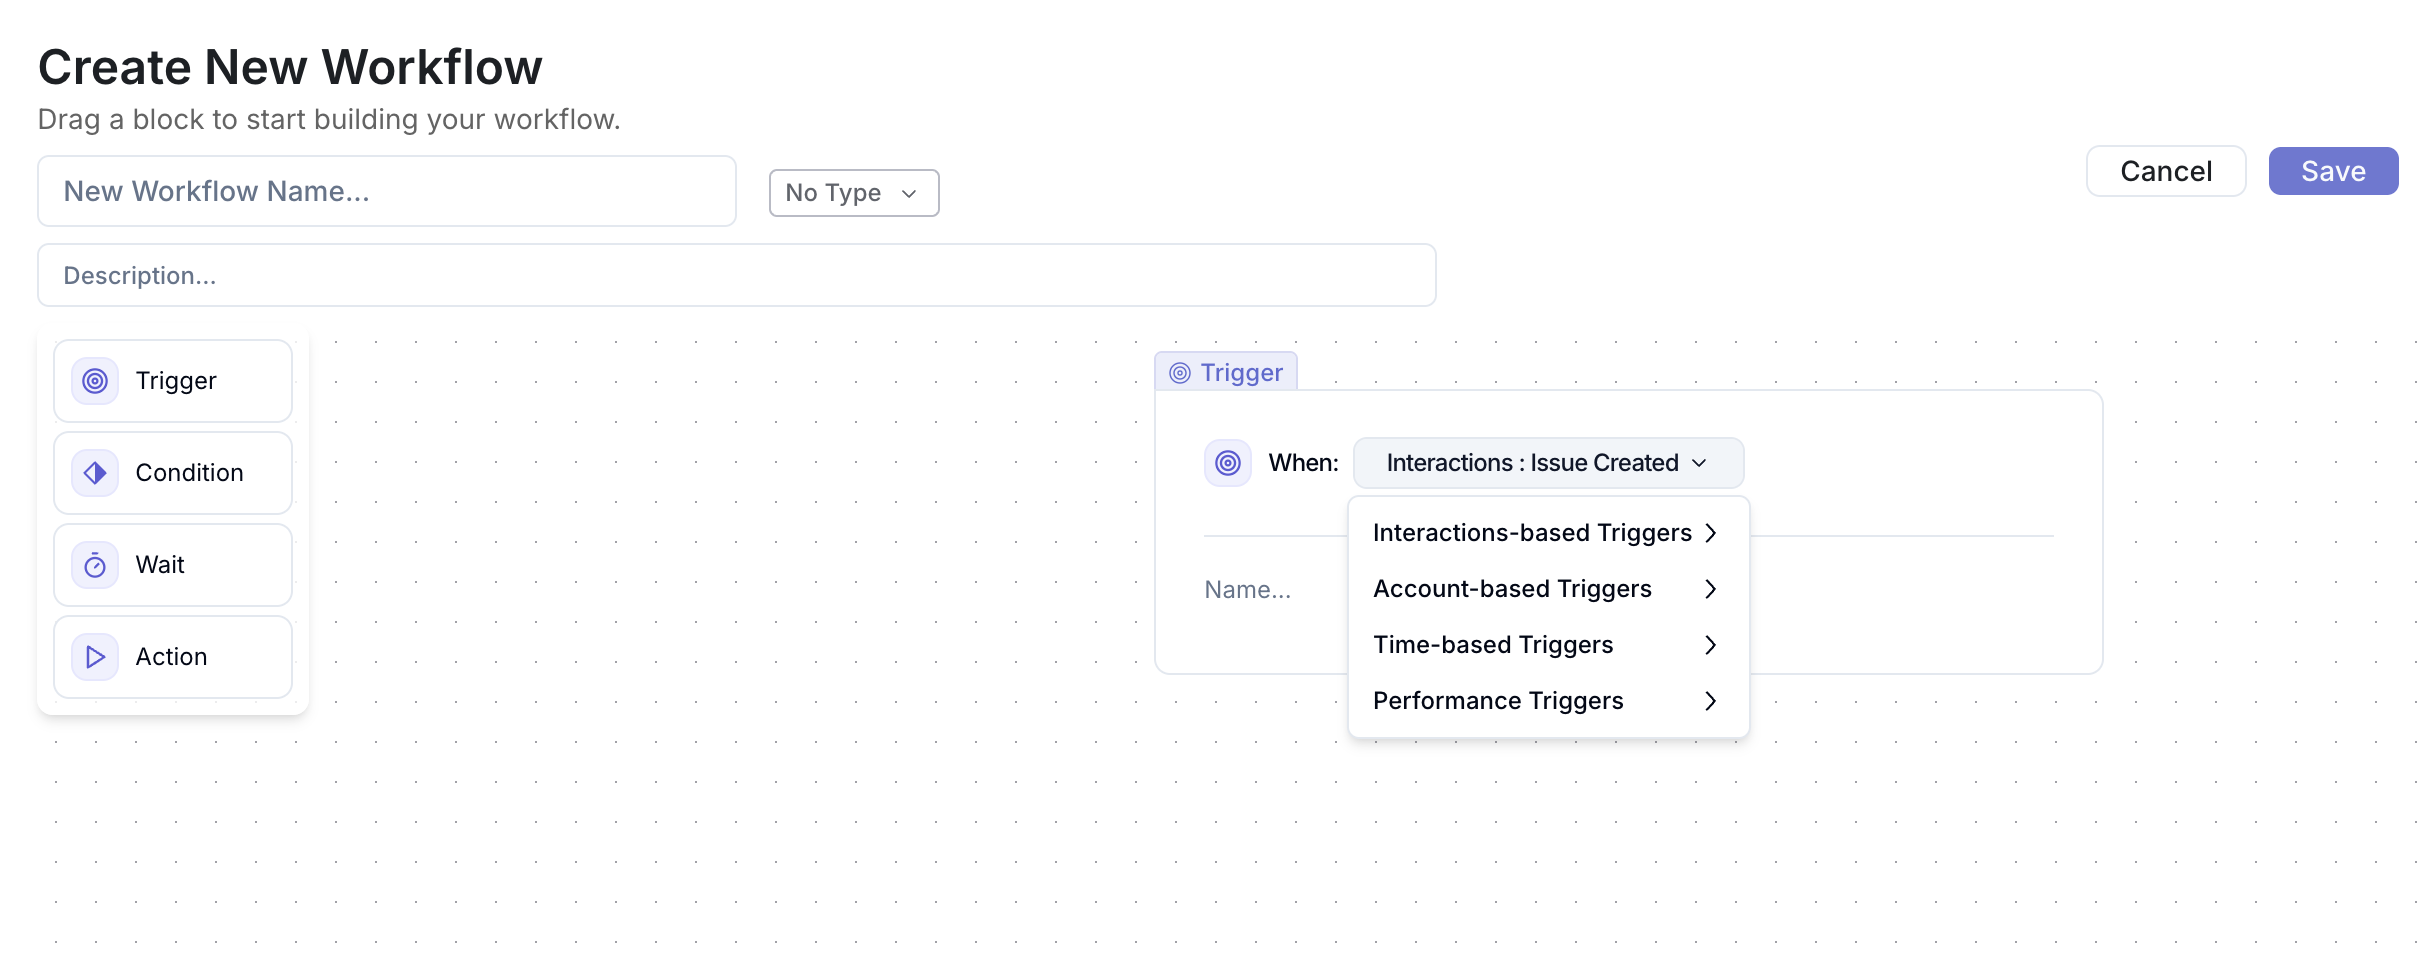 Create New Workflow
Drag a block to start building your workflow.
New Workflow Name...
No Type
Cancel
Save
Description...
Trigger
Condition
Wait
Action
Trigger
When:
Interactions : Issue Created
Interactions-based Triggers
Account-based Triggers
Time-based Triggers
Performance Triggers
Name...